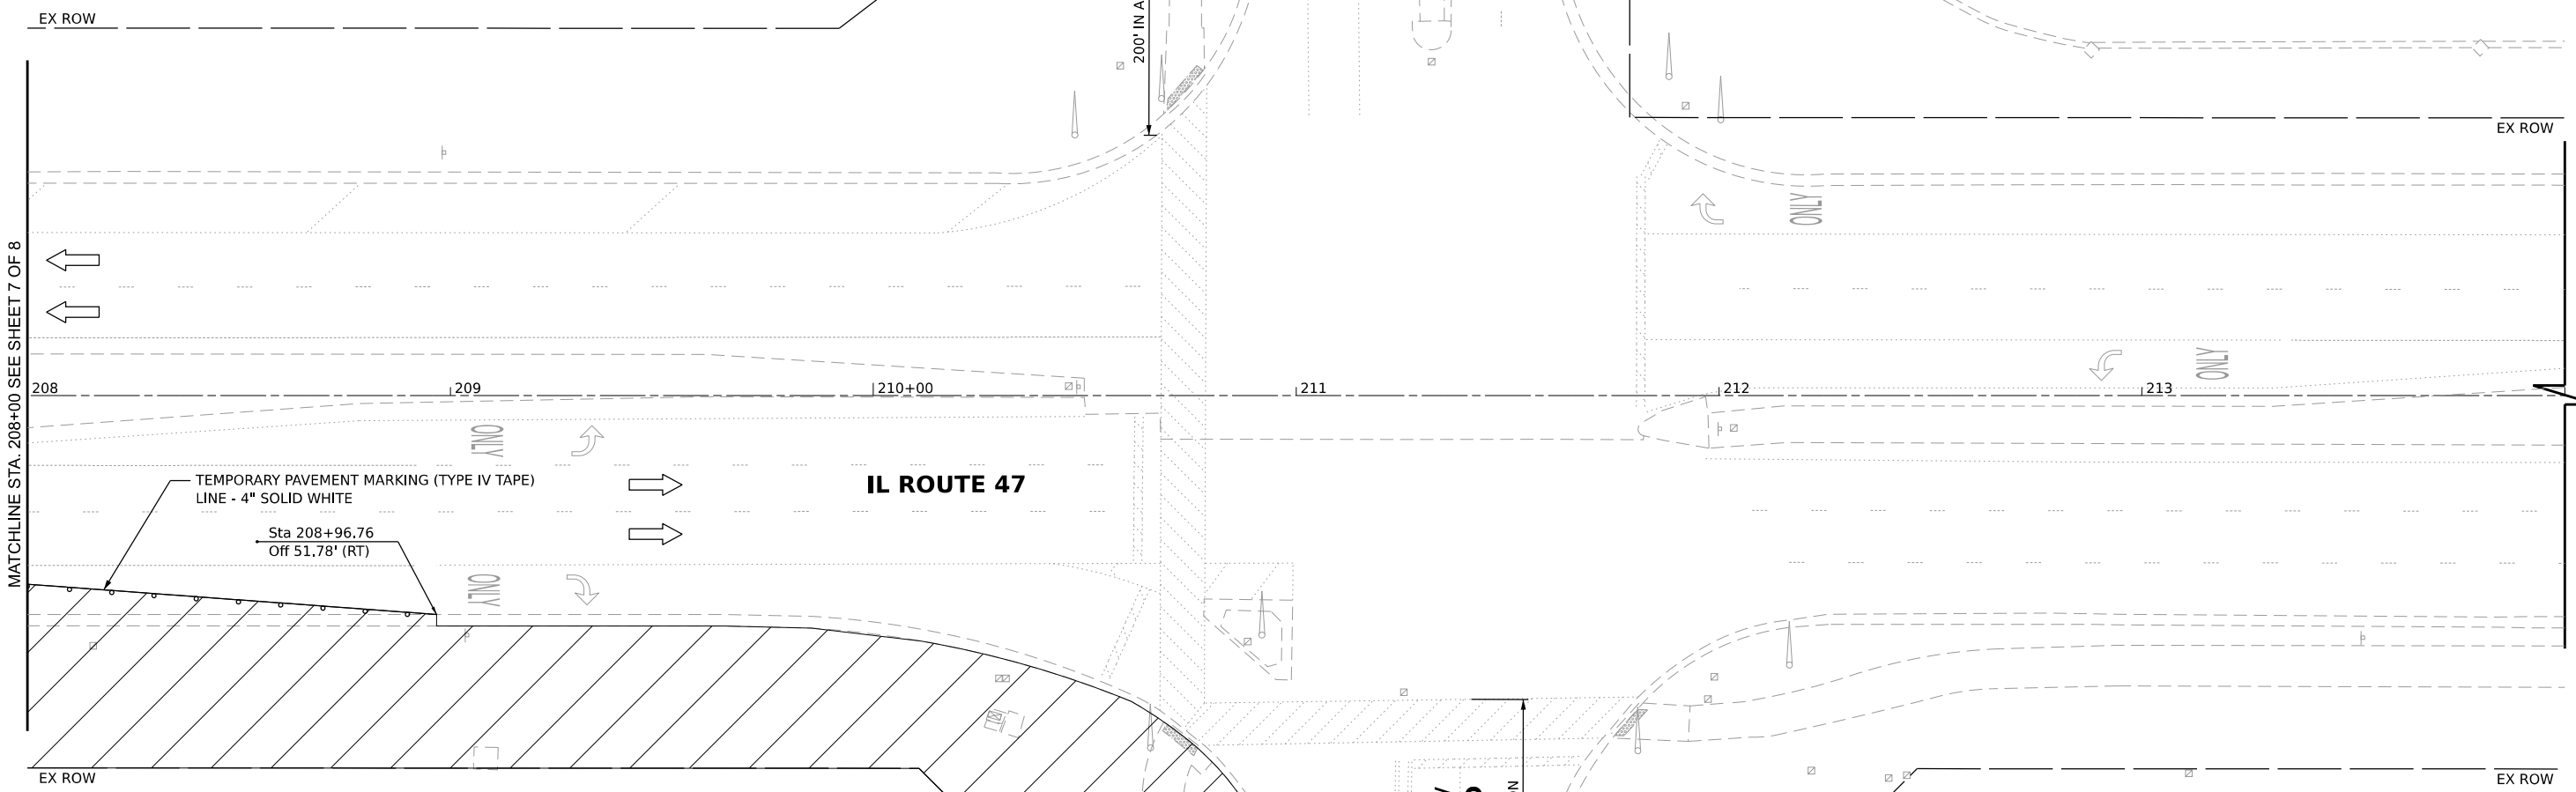 EX ROW
200' IN A
EX ROW
ONLY
MATCHLINE STA. 208+00 SEE SHEET 7 OF 8
ONLY
208
209
210+00
211
212
213
ONLY
TEMPORARY PAVEMENT MARKING (TYPE IV TAPE)
LINE - 4" SOLID WHITE
IL ROUTE 47
Sta 208+96.76
Off 51.78' (RT)
ONLY
EX ROW
EX ROW